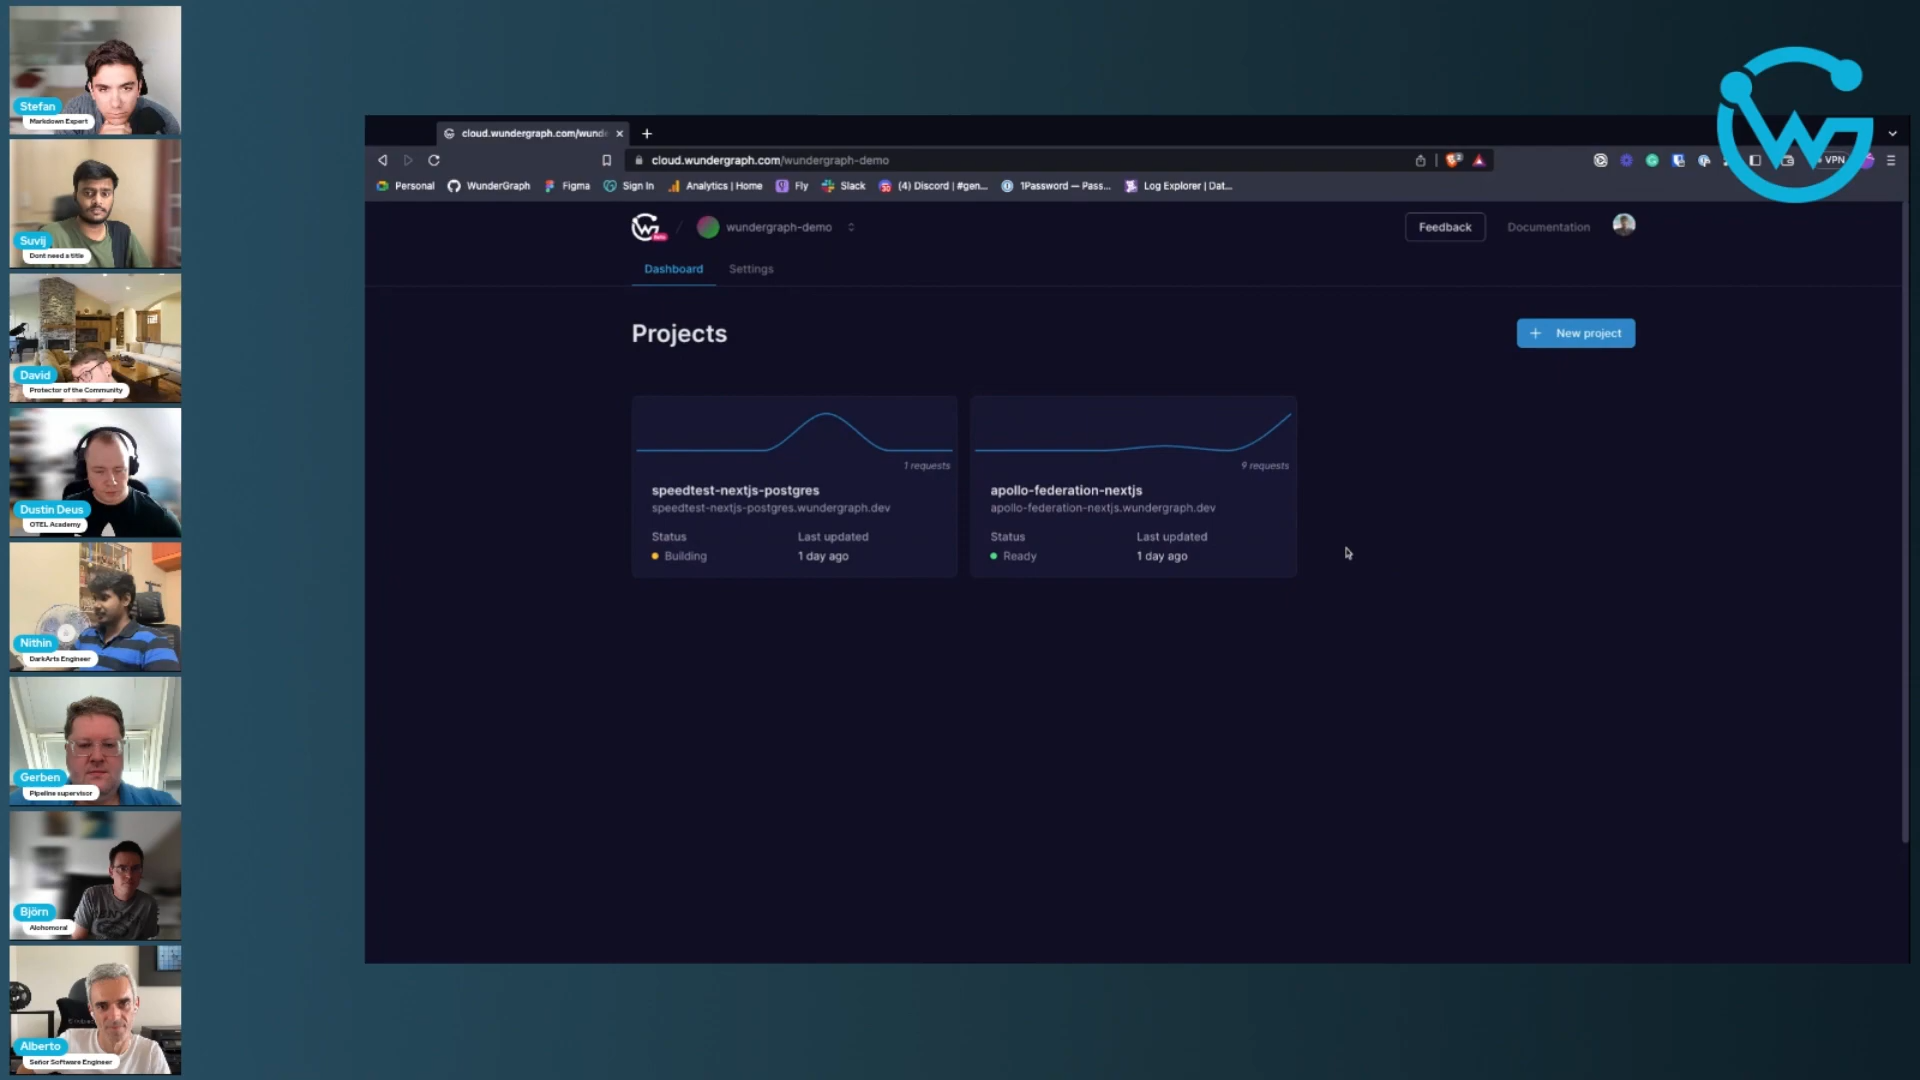 Stefan
Markdown Expert
Suvij
Dont need a title
David
Protector of the Community
Dustin Deus
OTEL Academy
Nithin
DarkArts Engineer
Gerben
Pipeline supervisor
Björn
Alohomora!
Alberto
Señor Software Engineer
cloud.wundergraph.com/wunde
cloud.wundergraph.com/wundergraph-demo
VPN
Personal
WunderGraph
Figma
Sign In
Analytics | Home
Fly
Slack
(4) Discord | #gen...
1Password — Pass...
Log Explorer | Dat...
wundergraph-demo
Feedback
Documentation
Dashboard
Settings
Projects
New project
1 requests
speedtest-nextjs-postgres
speedtest-nextjs-postgres.wundergraph.dev
Status
Last updated
Building
1 day ago
9 requests
apollo-federation-nextjs
apollo-federation-nextjs.wundergraph.dev
Status
Last updated
Ready
1 day ago